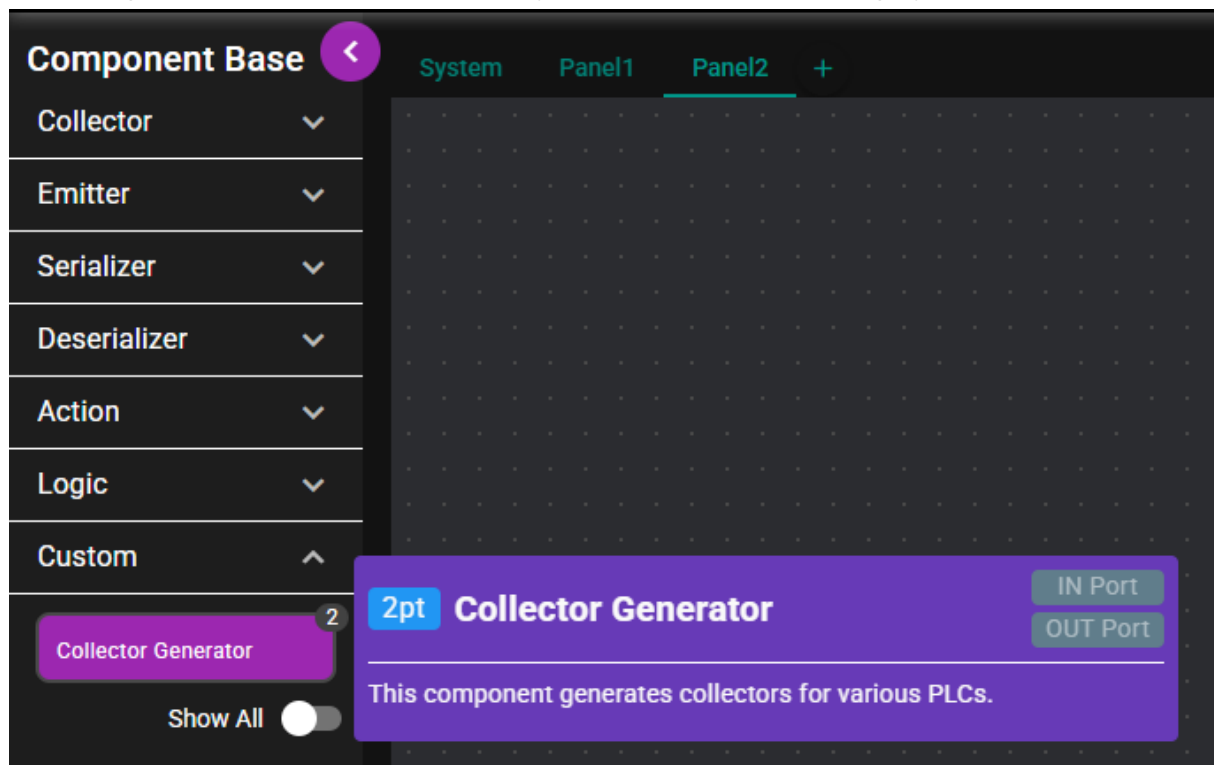 Component Base
System Panel1 Panel2 +
Collector
Emitter
Serializer
Deserializer
Action
Logic
Custom
Collector Generator 2
Show All
2pt Collector Generator
IN Port
OUT Port
This component generates collectors for various PLCs.